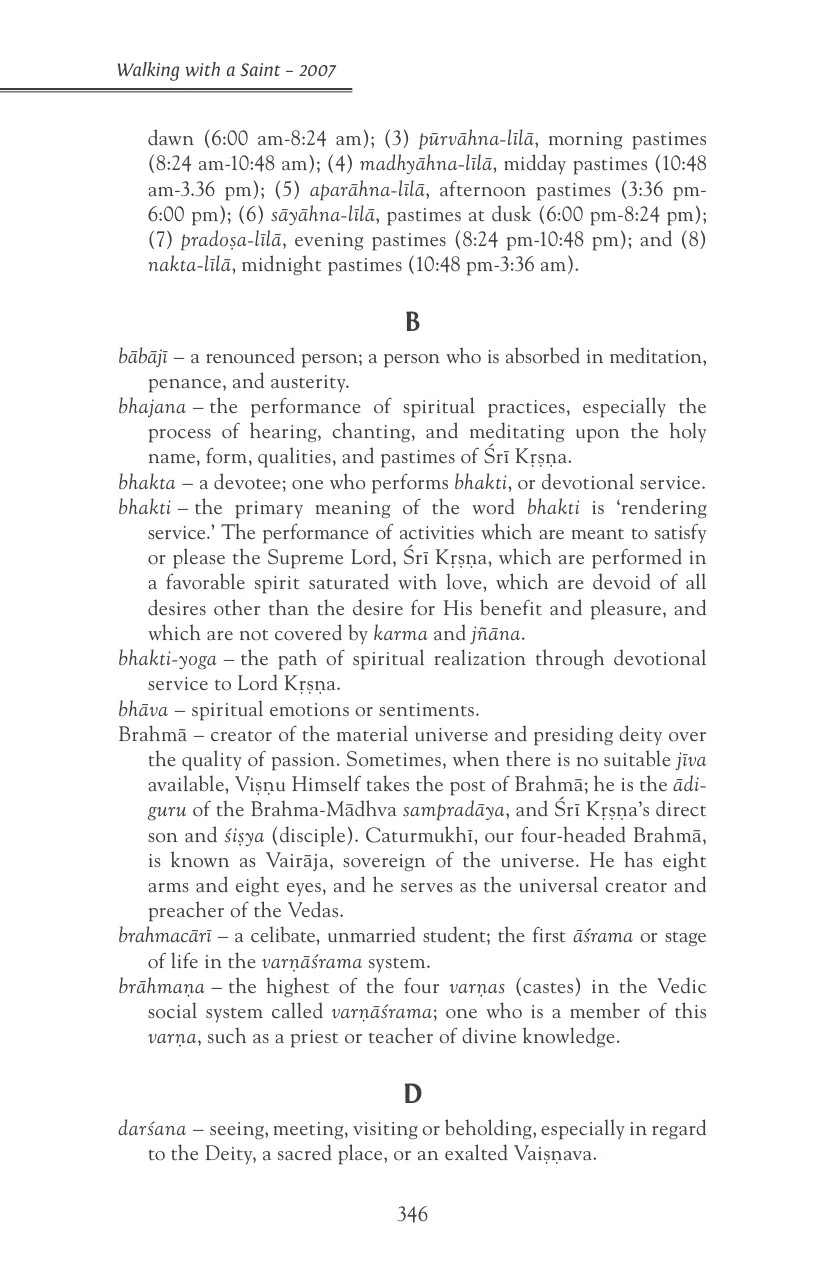 Walking with a Saint – 2007
dawn (6:00 am-8:24 am); (3) pūrvāhna-līlā, morning pastimes
(8:24 am-10:48 am); (4) madhyāhna-līlā, midday pastimes (10:48
am-3.36 pm); (5) aparāhna-līlā, afternoon pastimes (3:36 pm-
6:00 pm); (6) sāyāhna-līlā, pastimes at dusk (6:00 pm-8:24 pm);
(7) pradoṣa-līlā, evening pastimes (8:24 pm-10:48 pm); and (8)
nakta-līlā, midnight pastimes (10:48 pm-3:36 am).
B
bābājī – a renounced person; a person who is absorbed in meditation,
penance, and austerity.
bhajana – the performance of spiritual practices, especially the
process of hearing, chanting, and meditating upon the holy
name, form, qualities, and pastimes of Śrī Kṛṣṇa.
bhakta – a devotee; one who performs bhakti, or devotional service.
bhakti – the primary meaning of the word bhakti is ‘rendering
service.’ The performance of activities which are meant to satisfy
or please the Supreme Lord, Śrī Kṛṣṇa, which are performed in
a favorable spirit saturated with love, which are devoid of all
desires other than the desire for His benefit and pleasure, and
which are not covered by karma and jñāna.
bhakti-yoga – the path of spiritual realization through devotional
service to Lord Kṛṣṇa.
bhāva – spiritual emotions or sentiments.
Brahmā – creator of the material universe and presiding deity over
the quality of passion. Sometimes, when there is no suitable jīva
available, Viṣṇu Himself takes the post of Brahmā; he is the ādi-
guru of the Brahma-Mādhva sampradāya, and Śrī Kṛṣṇa’s direct
son and śiṣya (disciple). Caturmukhī, our four-headed Brahmā,
is known as Vairāja, sovereign of the universe. He has eight
arms and eight eyes, and he serves as the universal creator and
preacher of the Vedas.
brahmacārī – a celibate, unmarried student; the first āśrama or stage
of life in the varṇāśrama system.
brāhmaṇa – the highest of the four varṇas (castes) in the Vedic
social system called varṇāśrama; one who is a member of this
varṇa, such as a priest or teacher of divine knowledge.
D
darśana – seeing, meeting, visiting or beholding, especially in regard
to the Deity, a sacred place, or an exalted Vaiṣṇava.
346